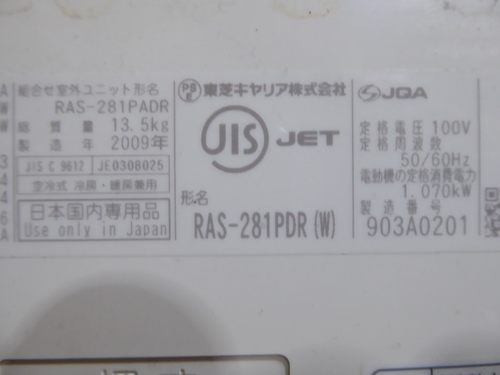 組合せ室外ユニット形名
RAS-281PADR
総質量 13.5kg
製造年 2009年
JIS C 9612 JE0308025
空冷式 冷房・暖房兼用
日本国内専用品
Use only in Japan
PS E 東芝キヤリア株式会社
JIS JET
形名
RAS-281PDR(W)
JQA
定格電圧 100V
定格周波数
50/60Hz
電動機の定格消費電力
1.070kW
製造番号
903A0201